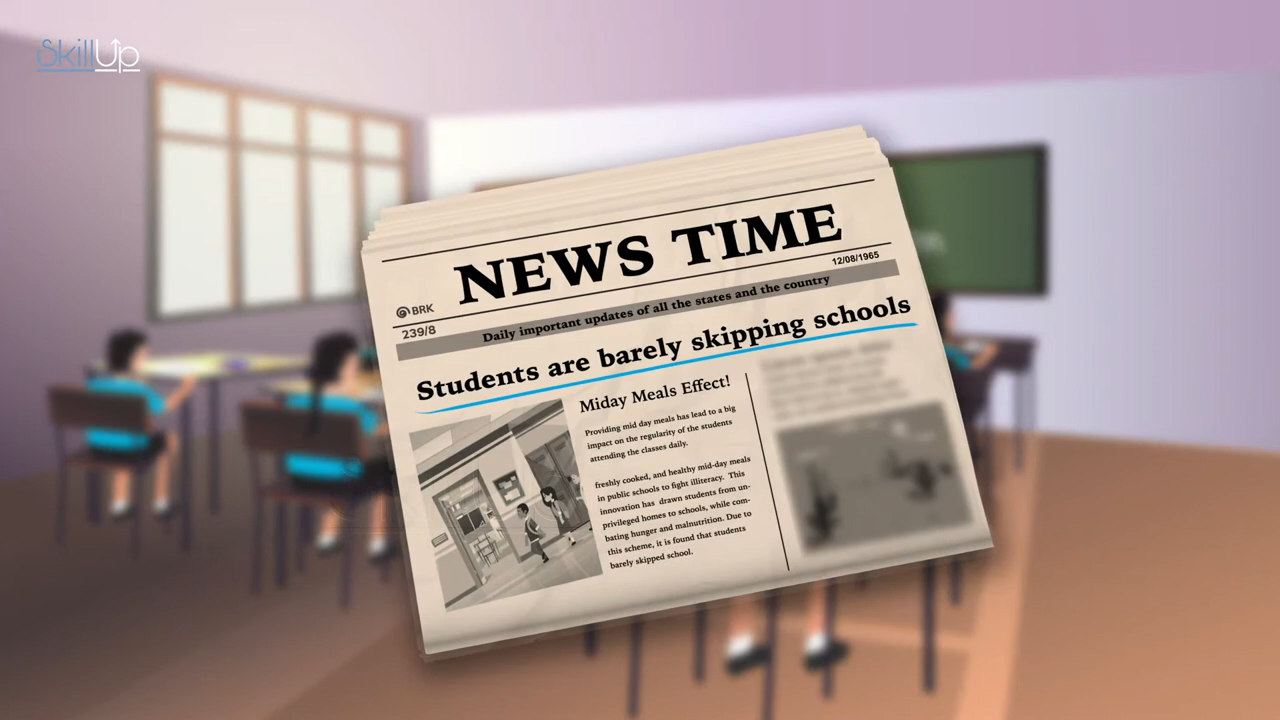 SkillUp
NEWS TIME
BRK
12/08/1965
239/8
Daily important updates of all the states and the country
Students are barely skipping schools
Miday Meals Effect!
Providing mid day meals has lead to a big
impact on the regularity of the students
attending the classes daily.
freshly cooked, and healthy mid-day meals
in public schools to fight illiteracy. This
innovation has drawn students from un-
privileged homes to schools, while com-
bating hunger and malnutrition. Due to
this scheme, it is found that students
barely skipped school.